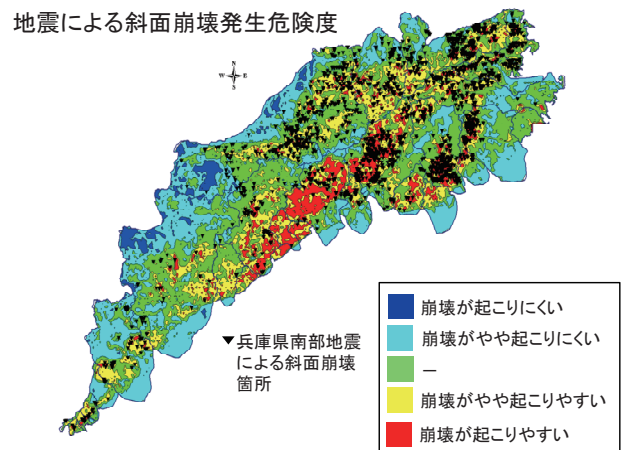 地震による斜面崩壊発生危険度
N
W E
S
▼兵庫県南部地震
による斜面崩壊
箇所
崩壊が起こりにくい
崩壊がやや起こりにくい
－
崩壊がやや起こりやすい
崩壊が起こりやすい